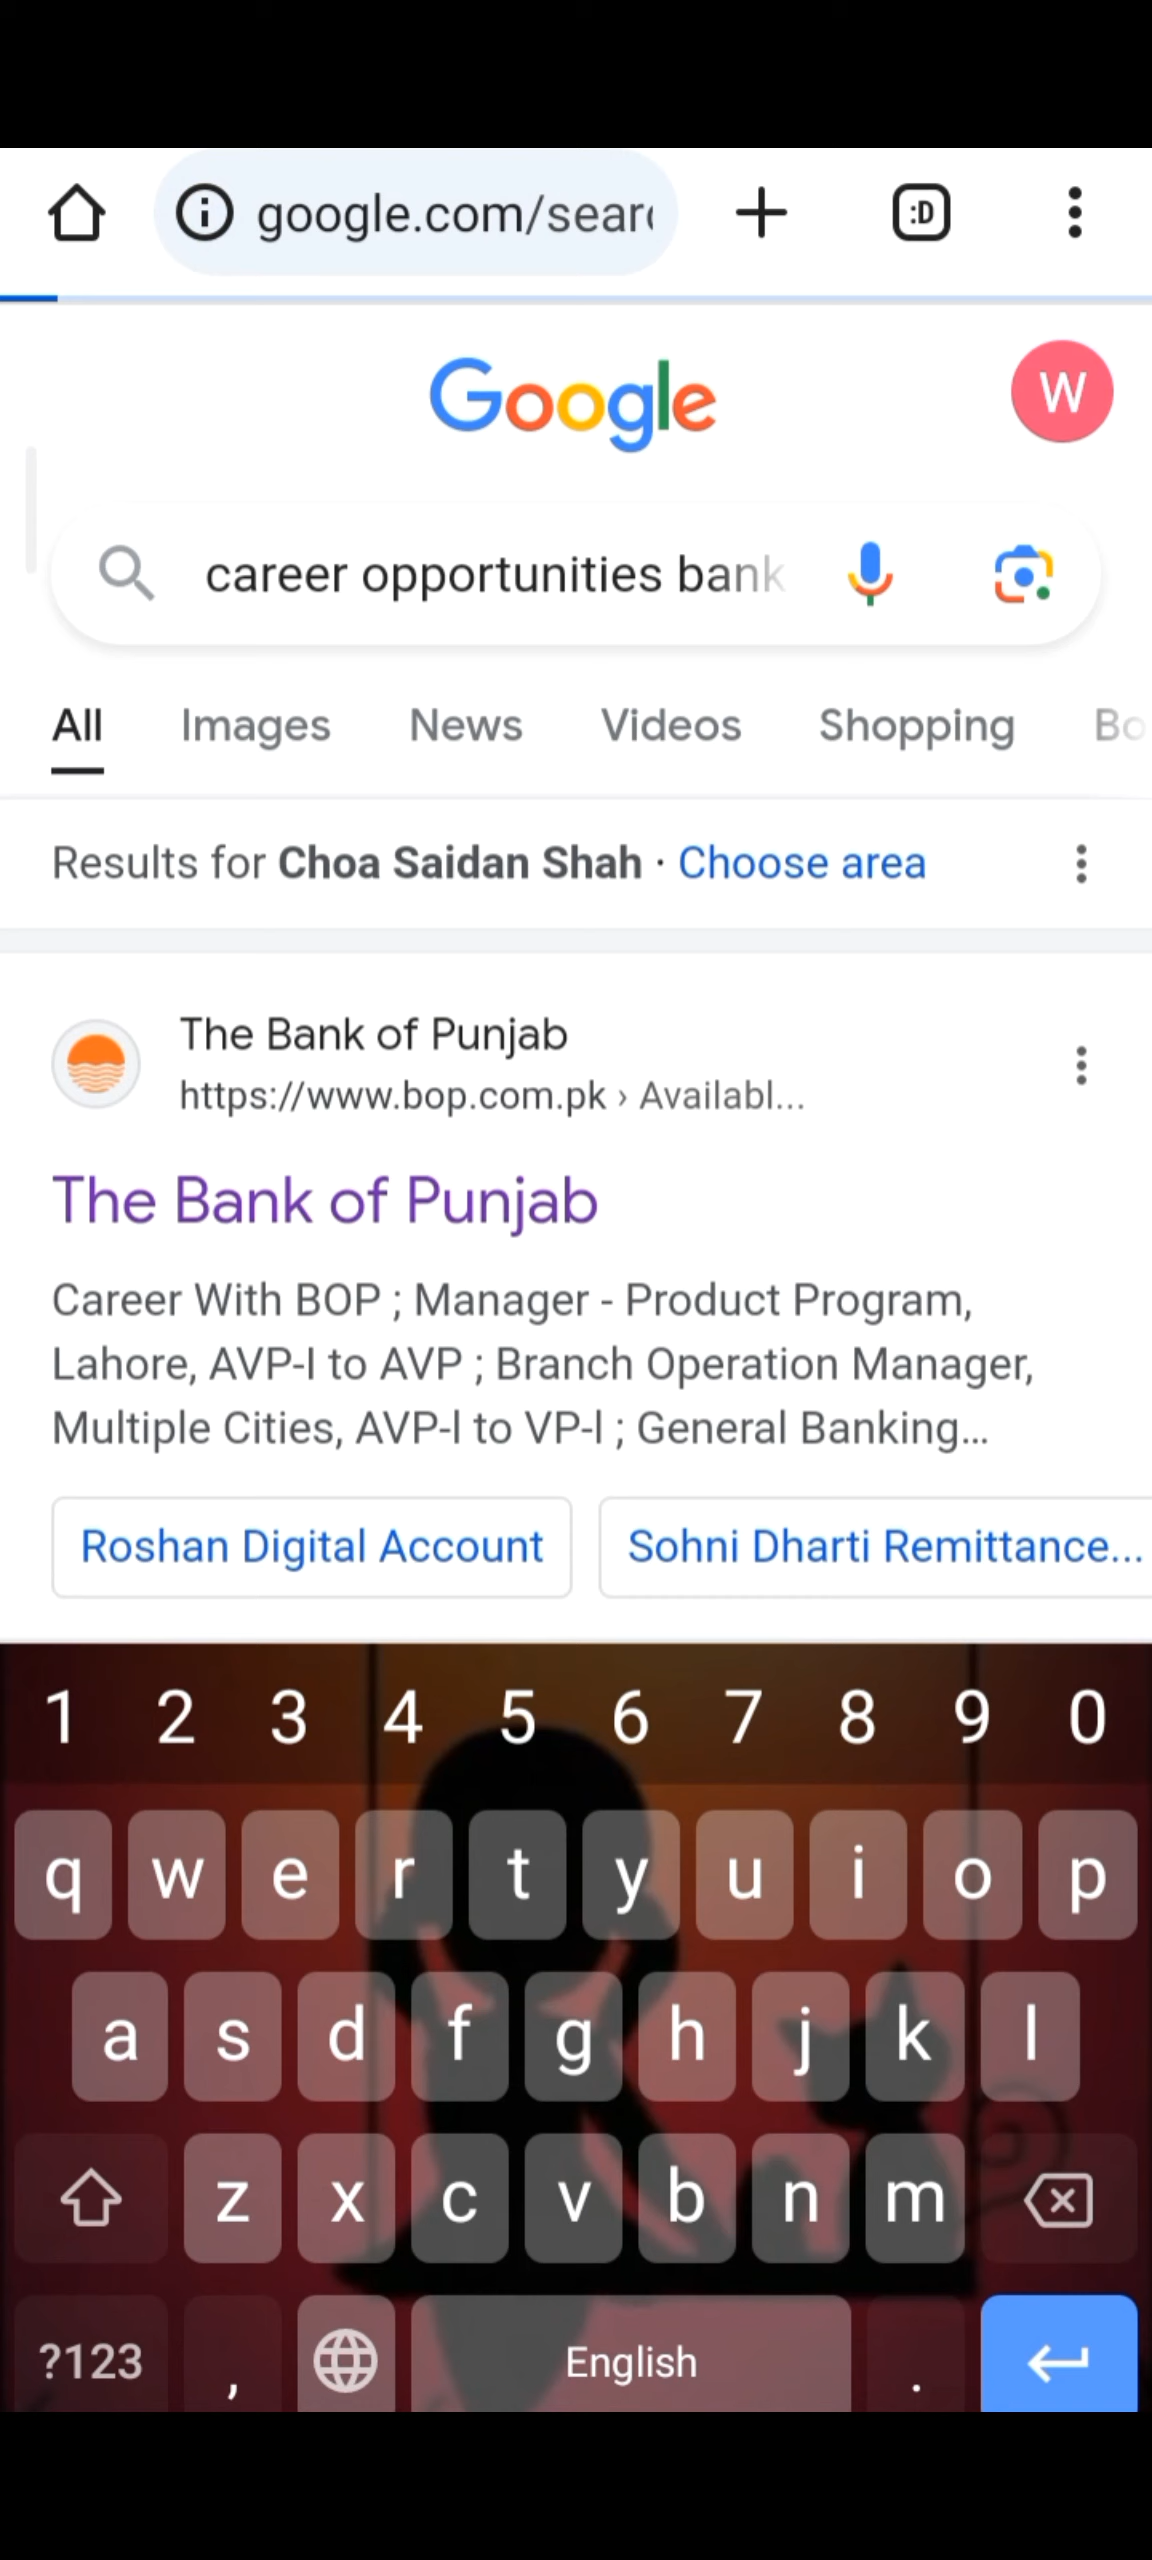 google.com/sear
:D
Google
W
career opportunities bank
All Images News Videos Shopping Bo
Results for Choa Saidan Shah · Choose area
The Bank of Punjab
https://www.bop.com.pk › Availabl...
The Bank of Punjab
Career With BOP ; Manager - Product Program,
Lahore, AVP-I to AVP ; Branch Operation Manager,
Multiple Cities, AVP-l to VP-l ; General Banking...
Roshan Digital Account Sohni Dharti Remittance...
1 2 3 4 5 6 7 8 9 0
q w e r t y u i o p
a s d f g h j k l
z x c v b n m
?123 , English .